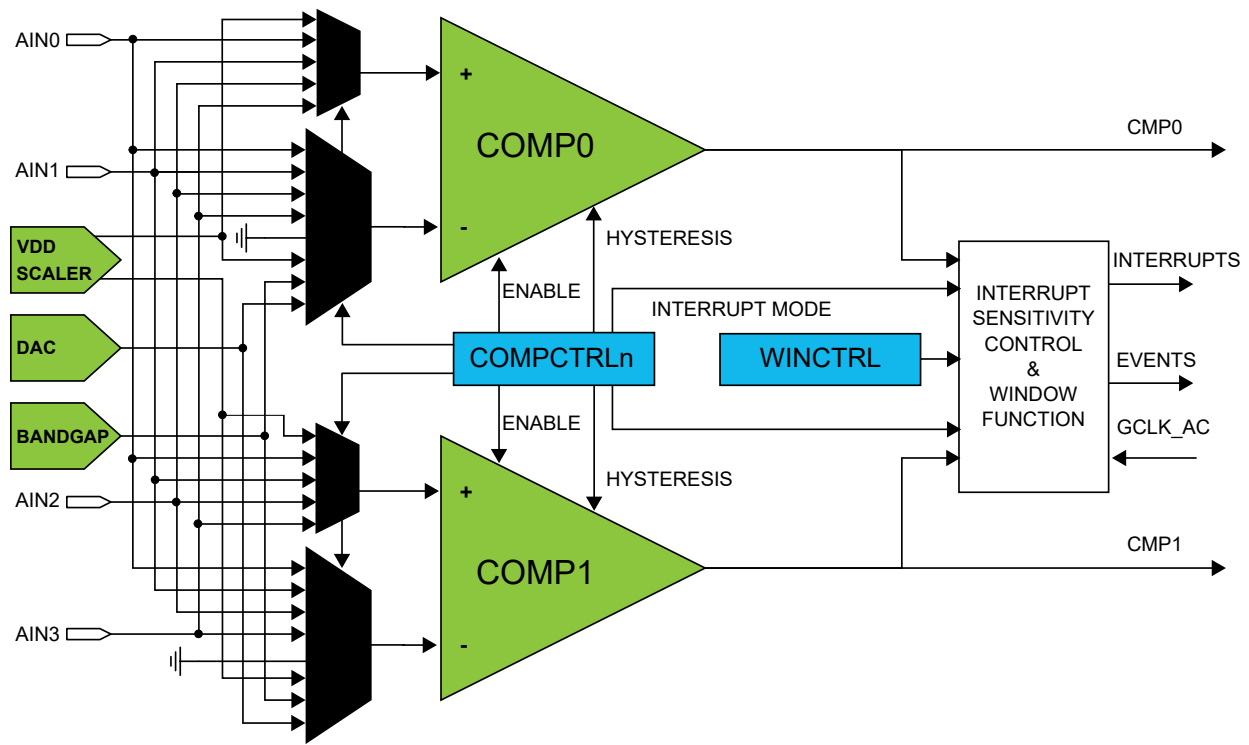 AIN0
+
COMP0
CMP0
AIN1
-
HYSTERESIS
VDD
SCALER
ENABLE
INTERRUPT MODE
INTERRUPTS
DAC
COMPCTRLn
WINCTRL
INTERRUPT
SENSITIVITY
CONTROL
&
WINDOW
FUNCTION
EVENTS
BANDGAP
ENABLE
GCLK_AC
HYSTERESIS
AIN2
+
COMP1
CMP1
AIN3
-